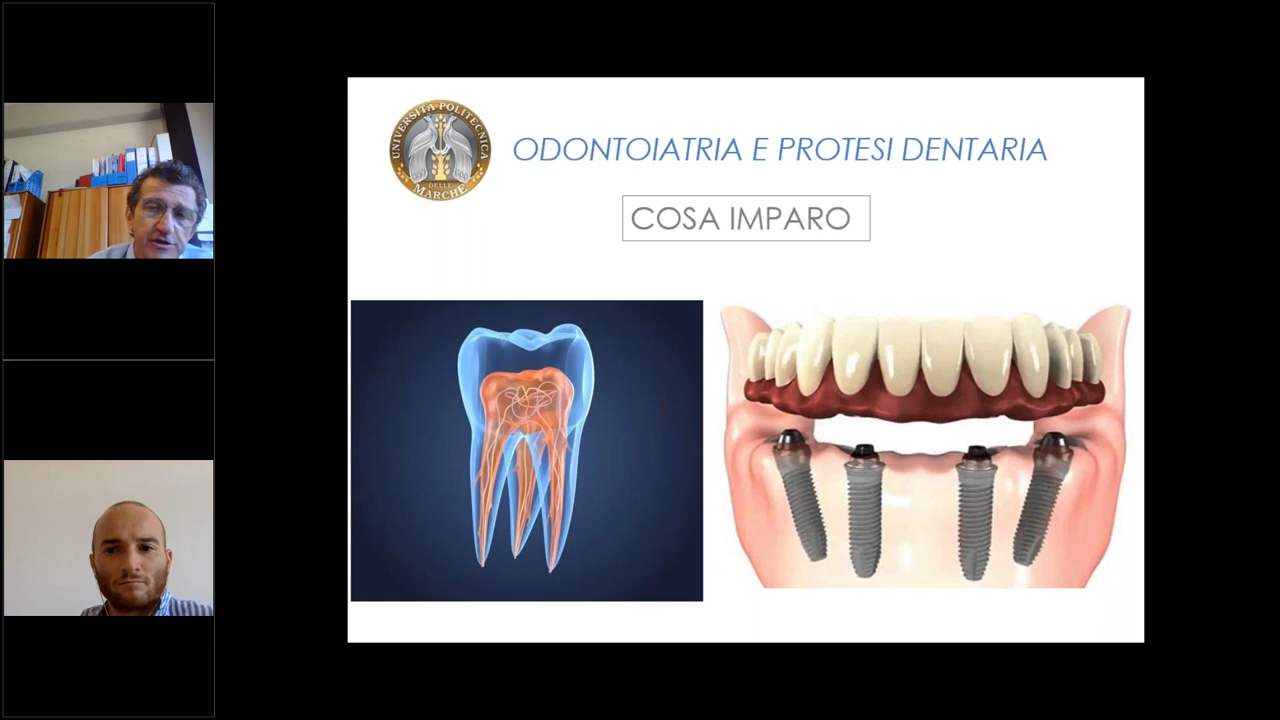 UNIVERSITÀ POLITECNICA
DELLE
MARCHE
ODONTOIATRIA E PROTESI DENTARIA
COSA IMPARO